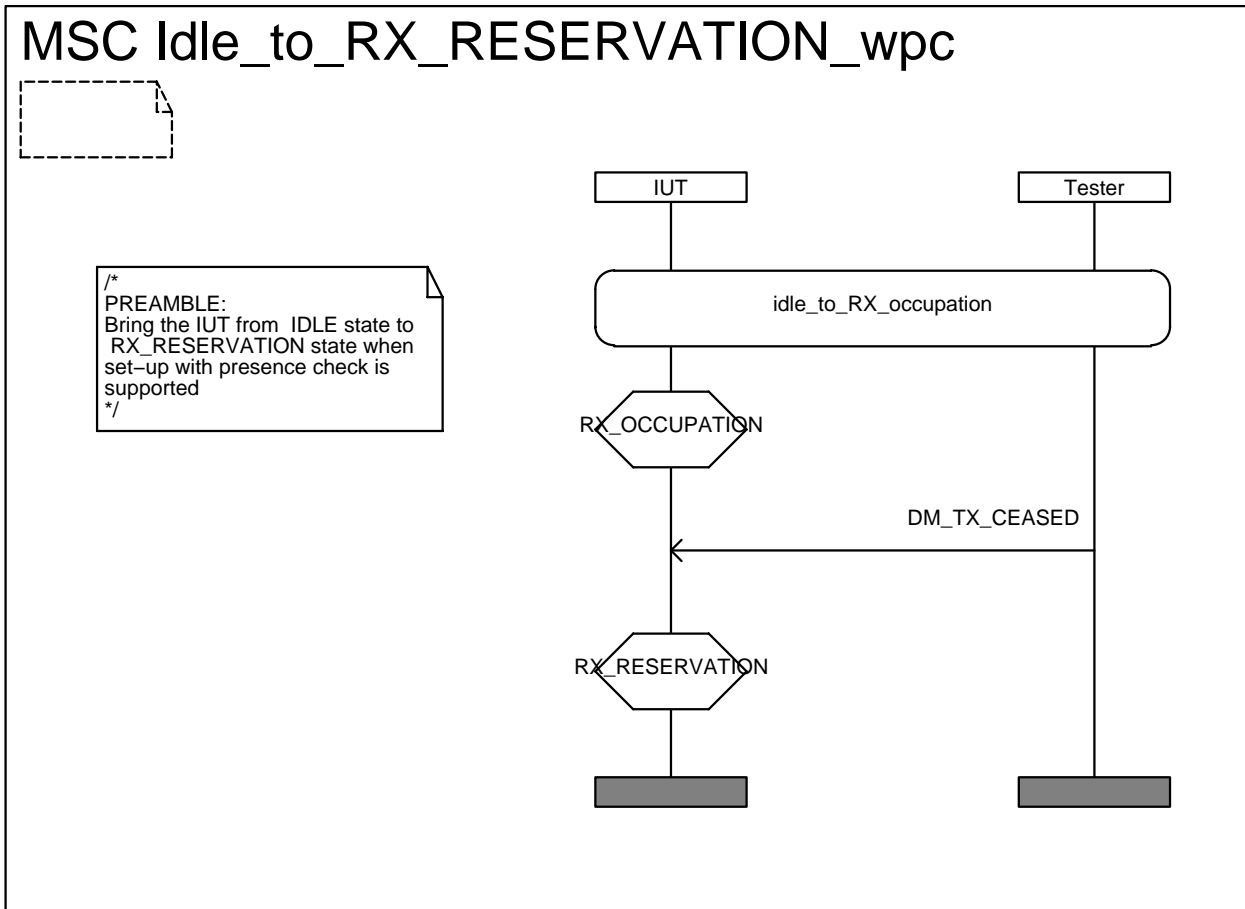 MSC Idle_to_RX_RESERVATION_wpc
IUT
Tester
/*
PREAMBLE:
Bring the IUT from  IDLE state to
RX_RESERVATION state when
set−up with presence check is
supported
*/
idle_to_RX_occupation
RX_OCCUPATION
DM_TX_CEASED
RX_RESERVATION